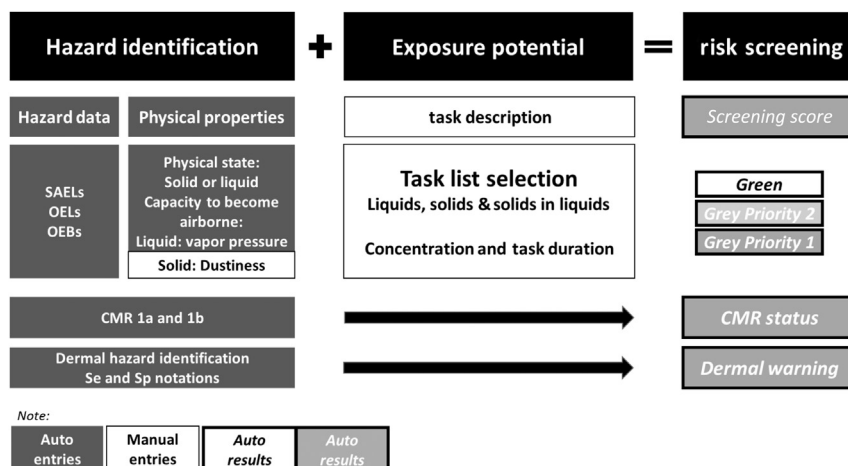 Hazard identification + Exposure potential = risk screening
Hazard data
Physical properties
task description
Screening score
SAELs
OELs
OEBs
Physical state:
Solid or liquid
Capacity to become
airborne:
Liquid: vapor pressure
Solid: Dustiness
Task list selection
Liquids, solids & solids in liquids
Concentration and task duration
Green
Grey Priority 2
Grey Priority 1
CMR 1a and 1b
CMR status
Dermal hazard identification
Se and Sp notations
Dermal warning
Note:
Auto
entries
Manual
entries
Auto
results
Auto
results